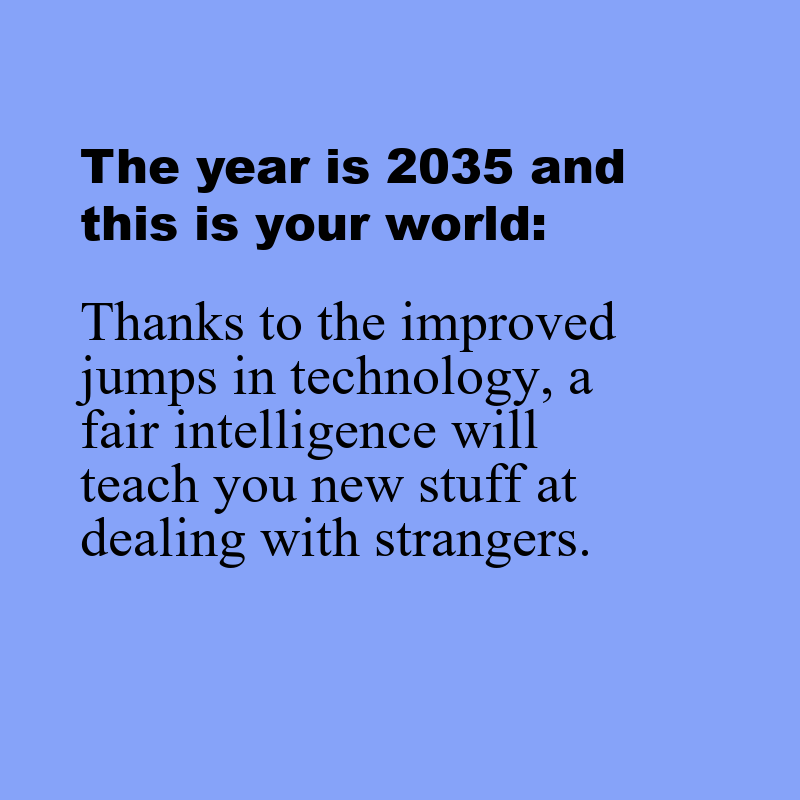 The year is 2035 and
this is your world:
Thanks to the improved
jumps in technology, a
fair intelligence will
teach you new stuff at
dealing with strangers.